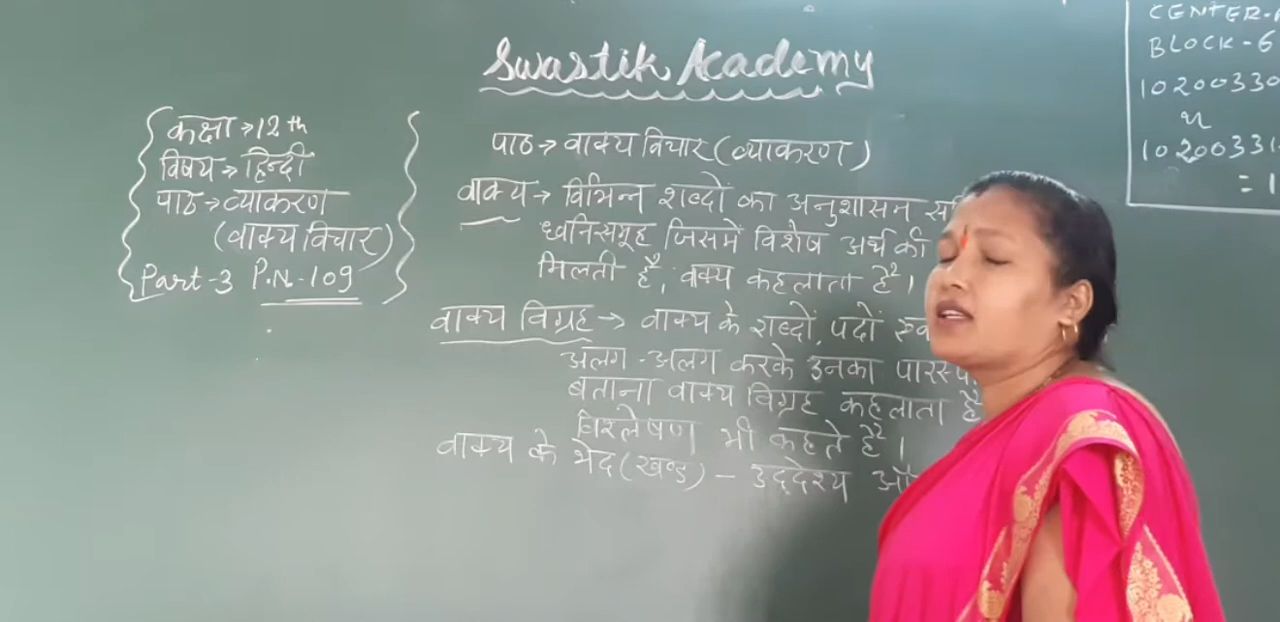 Swastik Academy
कक्षा → 12 th
विषय → हिन्दी
पाठ → व्याकरण
(वाक्य विचार)
Part-3 P.No-109
पाठ → वाक्य विचार (व्याकरण)
वाक्य → विभिन्न शब्दों का अनुशासन
ध्वनिसमूह जिसमें विशेष अर्थ की
मिलती है, वाक्य कहलाता है।
वाक्य विग्रह → वाक्य के शब्दों, पदों
अलग-अलग करके उनका
बताना वाक्य विग्रह कहलाता है
विश्लेषण भी कहते हैं।
वाक्य के भेद (खण्ड) - उद्देश्य
CENTER-
BLOCK-6
10200330
से
10200331
= 1